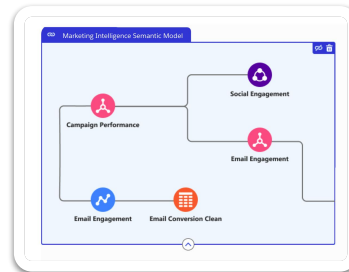 Marketing Intelligence Semantic Model
Social Engagement
Campaign Performance
Email Engagement
Email Engagement
Email Conversion Clean